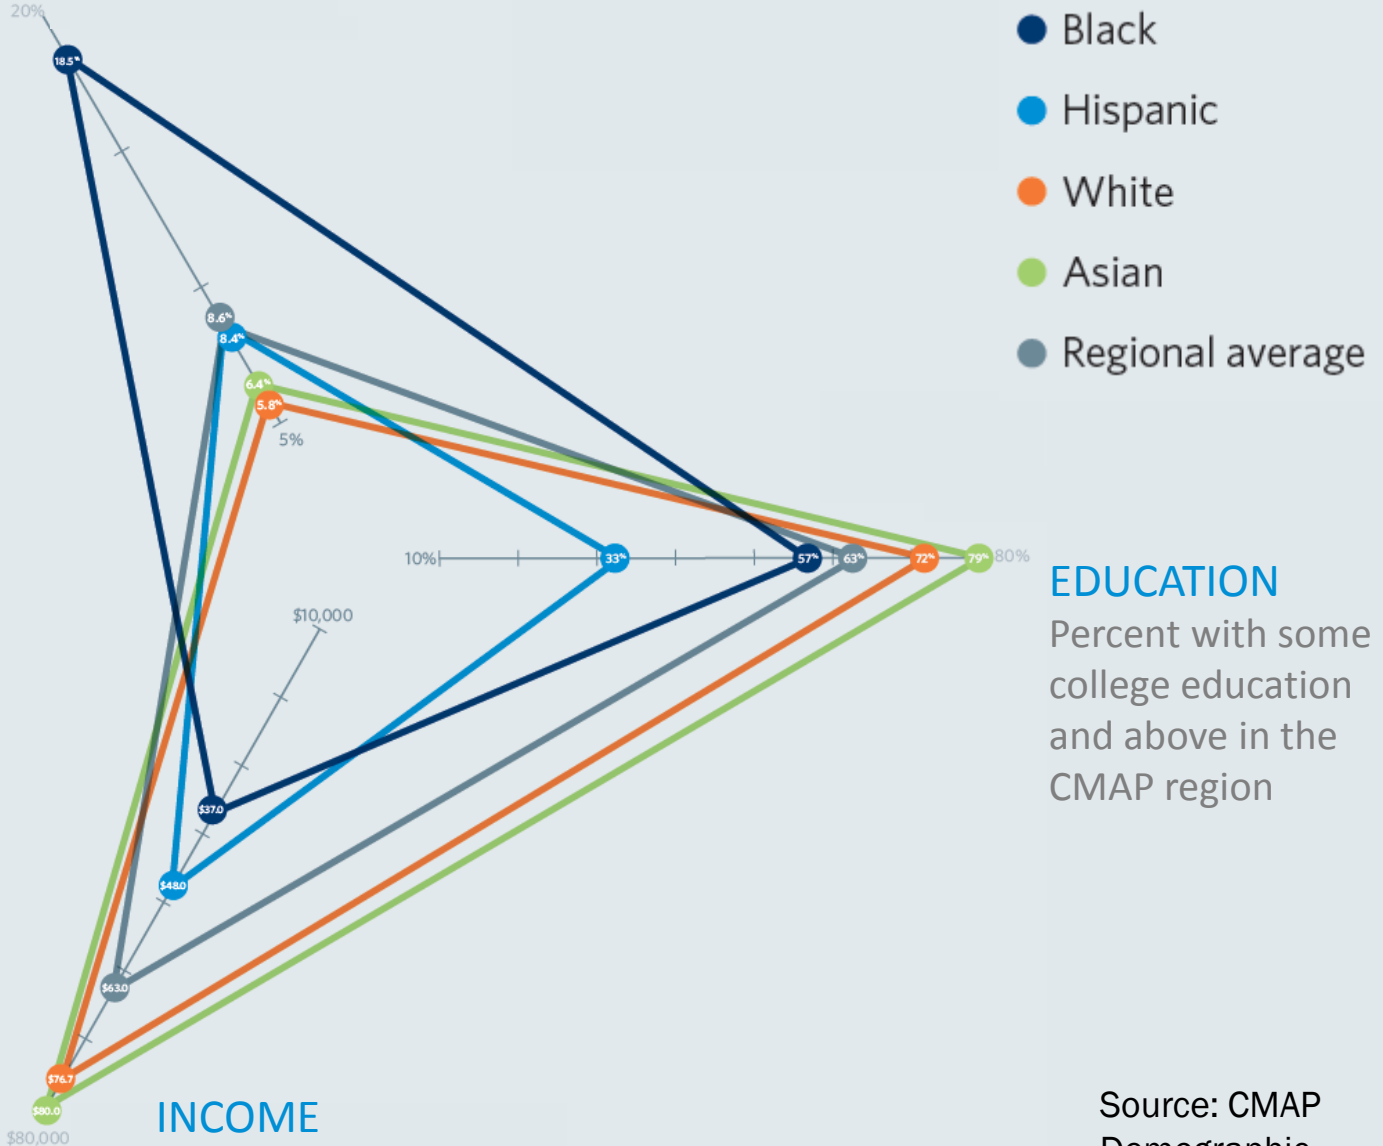 20%
18.5%
8.6%
8.4%
6.4%
5.8%
5%
10%
33%
57%
63%
72%
79%
80%
$10,000
$37.0
$48.0
$63.0
$76.7
$80.0
$80,000
Black
Hispanic
White
Asian
Regional average
EDUCATION
Percent with some
college education
and above in the
CMAP region
INCOME
Source: CMAP
Demographic